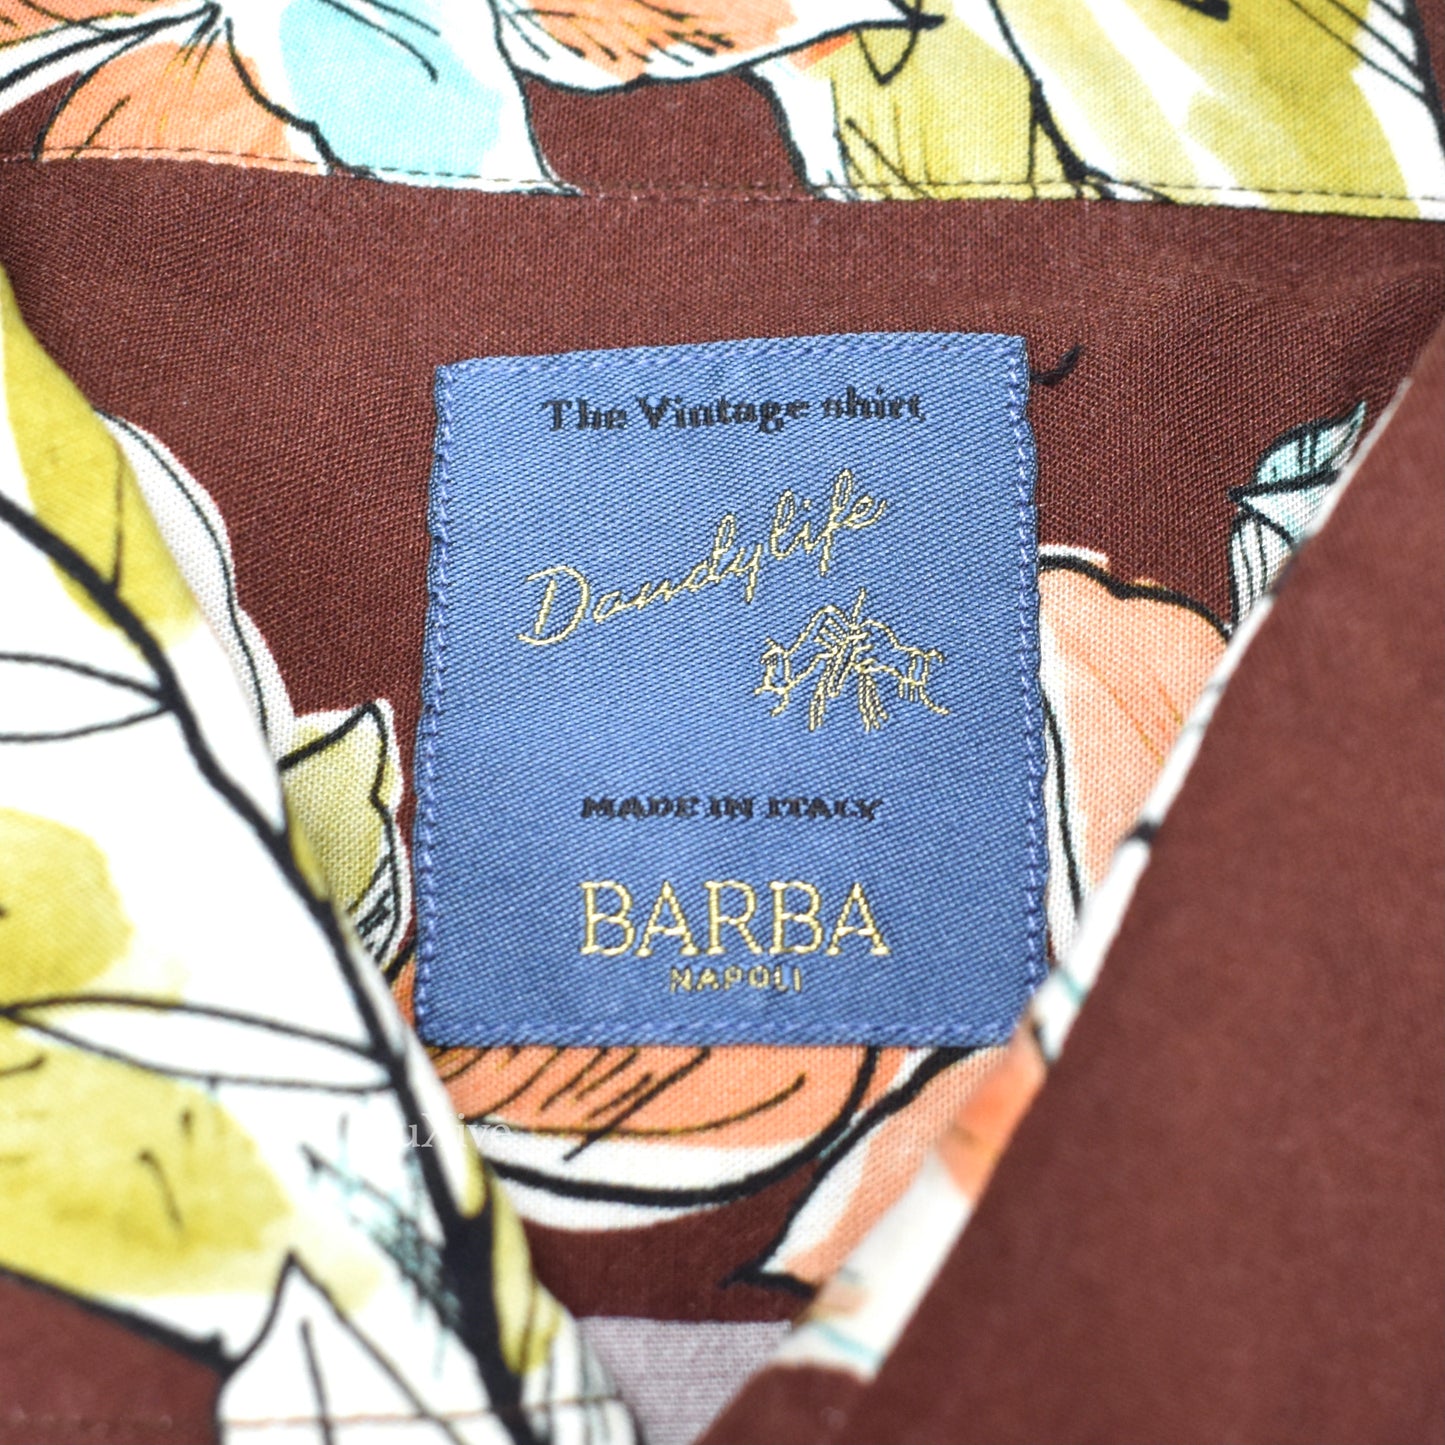 The Vintage shirt
Dandylife
MADE IN ITALY
BARBA
NAPOLI